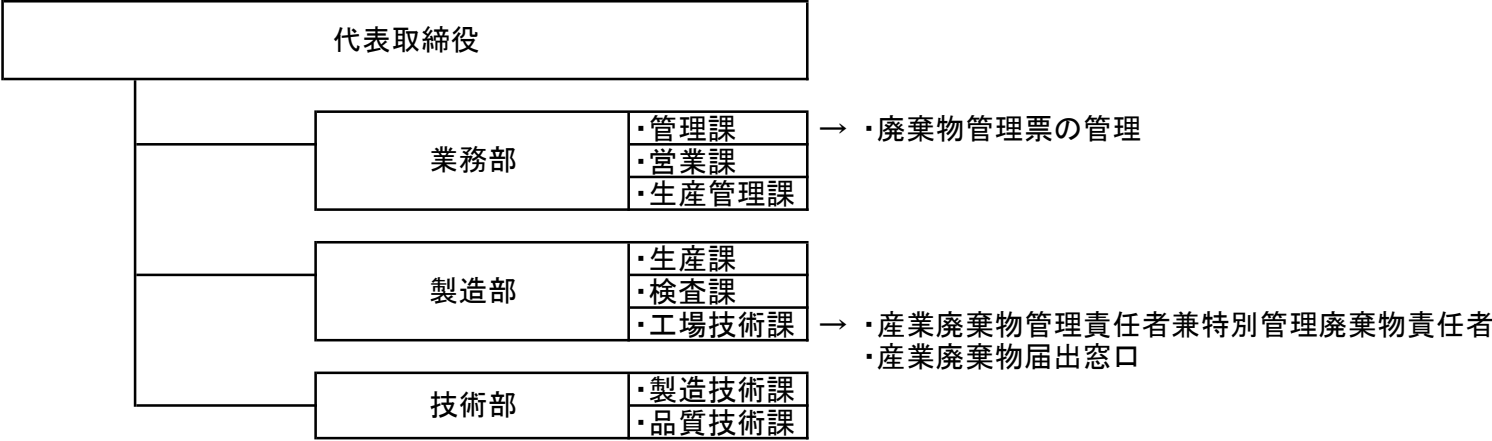 代表取締役
業務部
・管理課 → ・廃棄物管理票の管理
・営業課
・生産管理課
製造部
・生産課
・検査課
・工場技術課 → ・産業廃棄物管理責任者兼特別管理廃棄物責任者
・産業廃棄物届出窓口
技術部
・製造技術課
・品質技術課